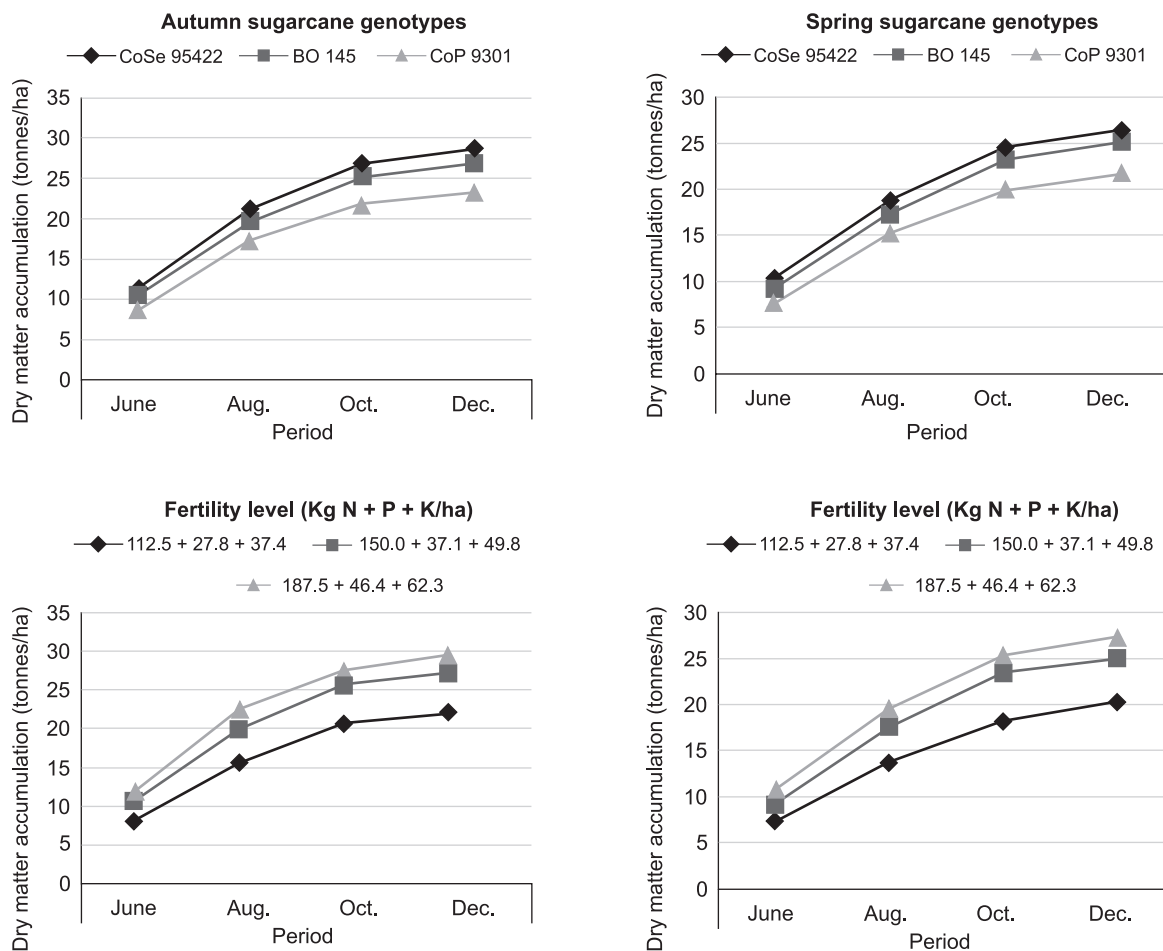 Autumn sugarcane genotypes
CoSe 95422 BO 145 CoP 9301
Dry matter accumulation (tonnes/ha)
35
30
25
20
15
10
5
0
June Aug. Oct. Dec.
Period
Spring sugarcane genotypes
CoSe 95422 BO 145 CoP 9301
Dry matter accumulation (tonnes/ha)
30
25
20
15
10
5
0
June Aug. Oct. Dec.
Period
Fertility level (Kg N + P + K/ha)
112.5 + 27.8 + 37.4 150.0 + 37.1 + 49.8
187.5 + 46.4 + 62.3
Dry matter accumulation (tonnes/ha)
35
30
25
20
15
10
5
0
June Aug. Oct. Dec.
Period
Fertility level (Kg N + P + K/ha)
112.5 + 27.8 + 37.4 150.0 + 37.1 + 49.8
187.5 + 46.4 + 62.3
Dry matter accumulation (tonnes/ha)
30
25
20
15
10
5
0
June Aug. Oct. Dec.
Period